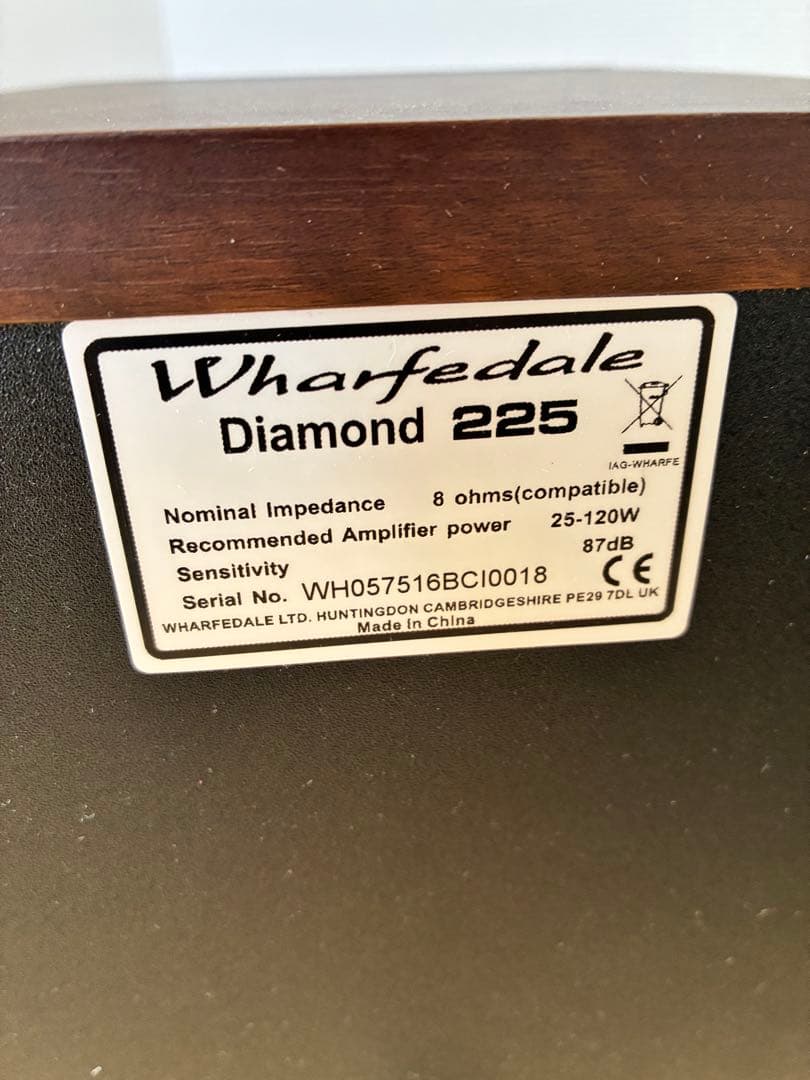 Wharfedale
Diamond 225
IAG-WHARFE
Nominal Impedance 8 ohms(compatible)
Recommended Amplifier power 25-120W
Sensitivity 87dB
Serial No. WH057516BCI0018 CE
WHARFEDALE LTD. HUNTINGDON CAMBRIDGESHIRE PE29 7DL UK
Made in China